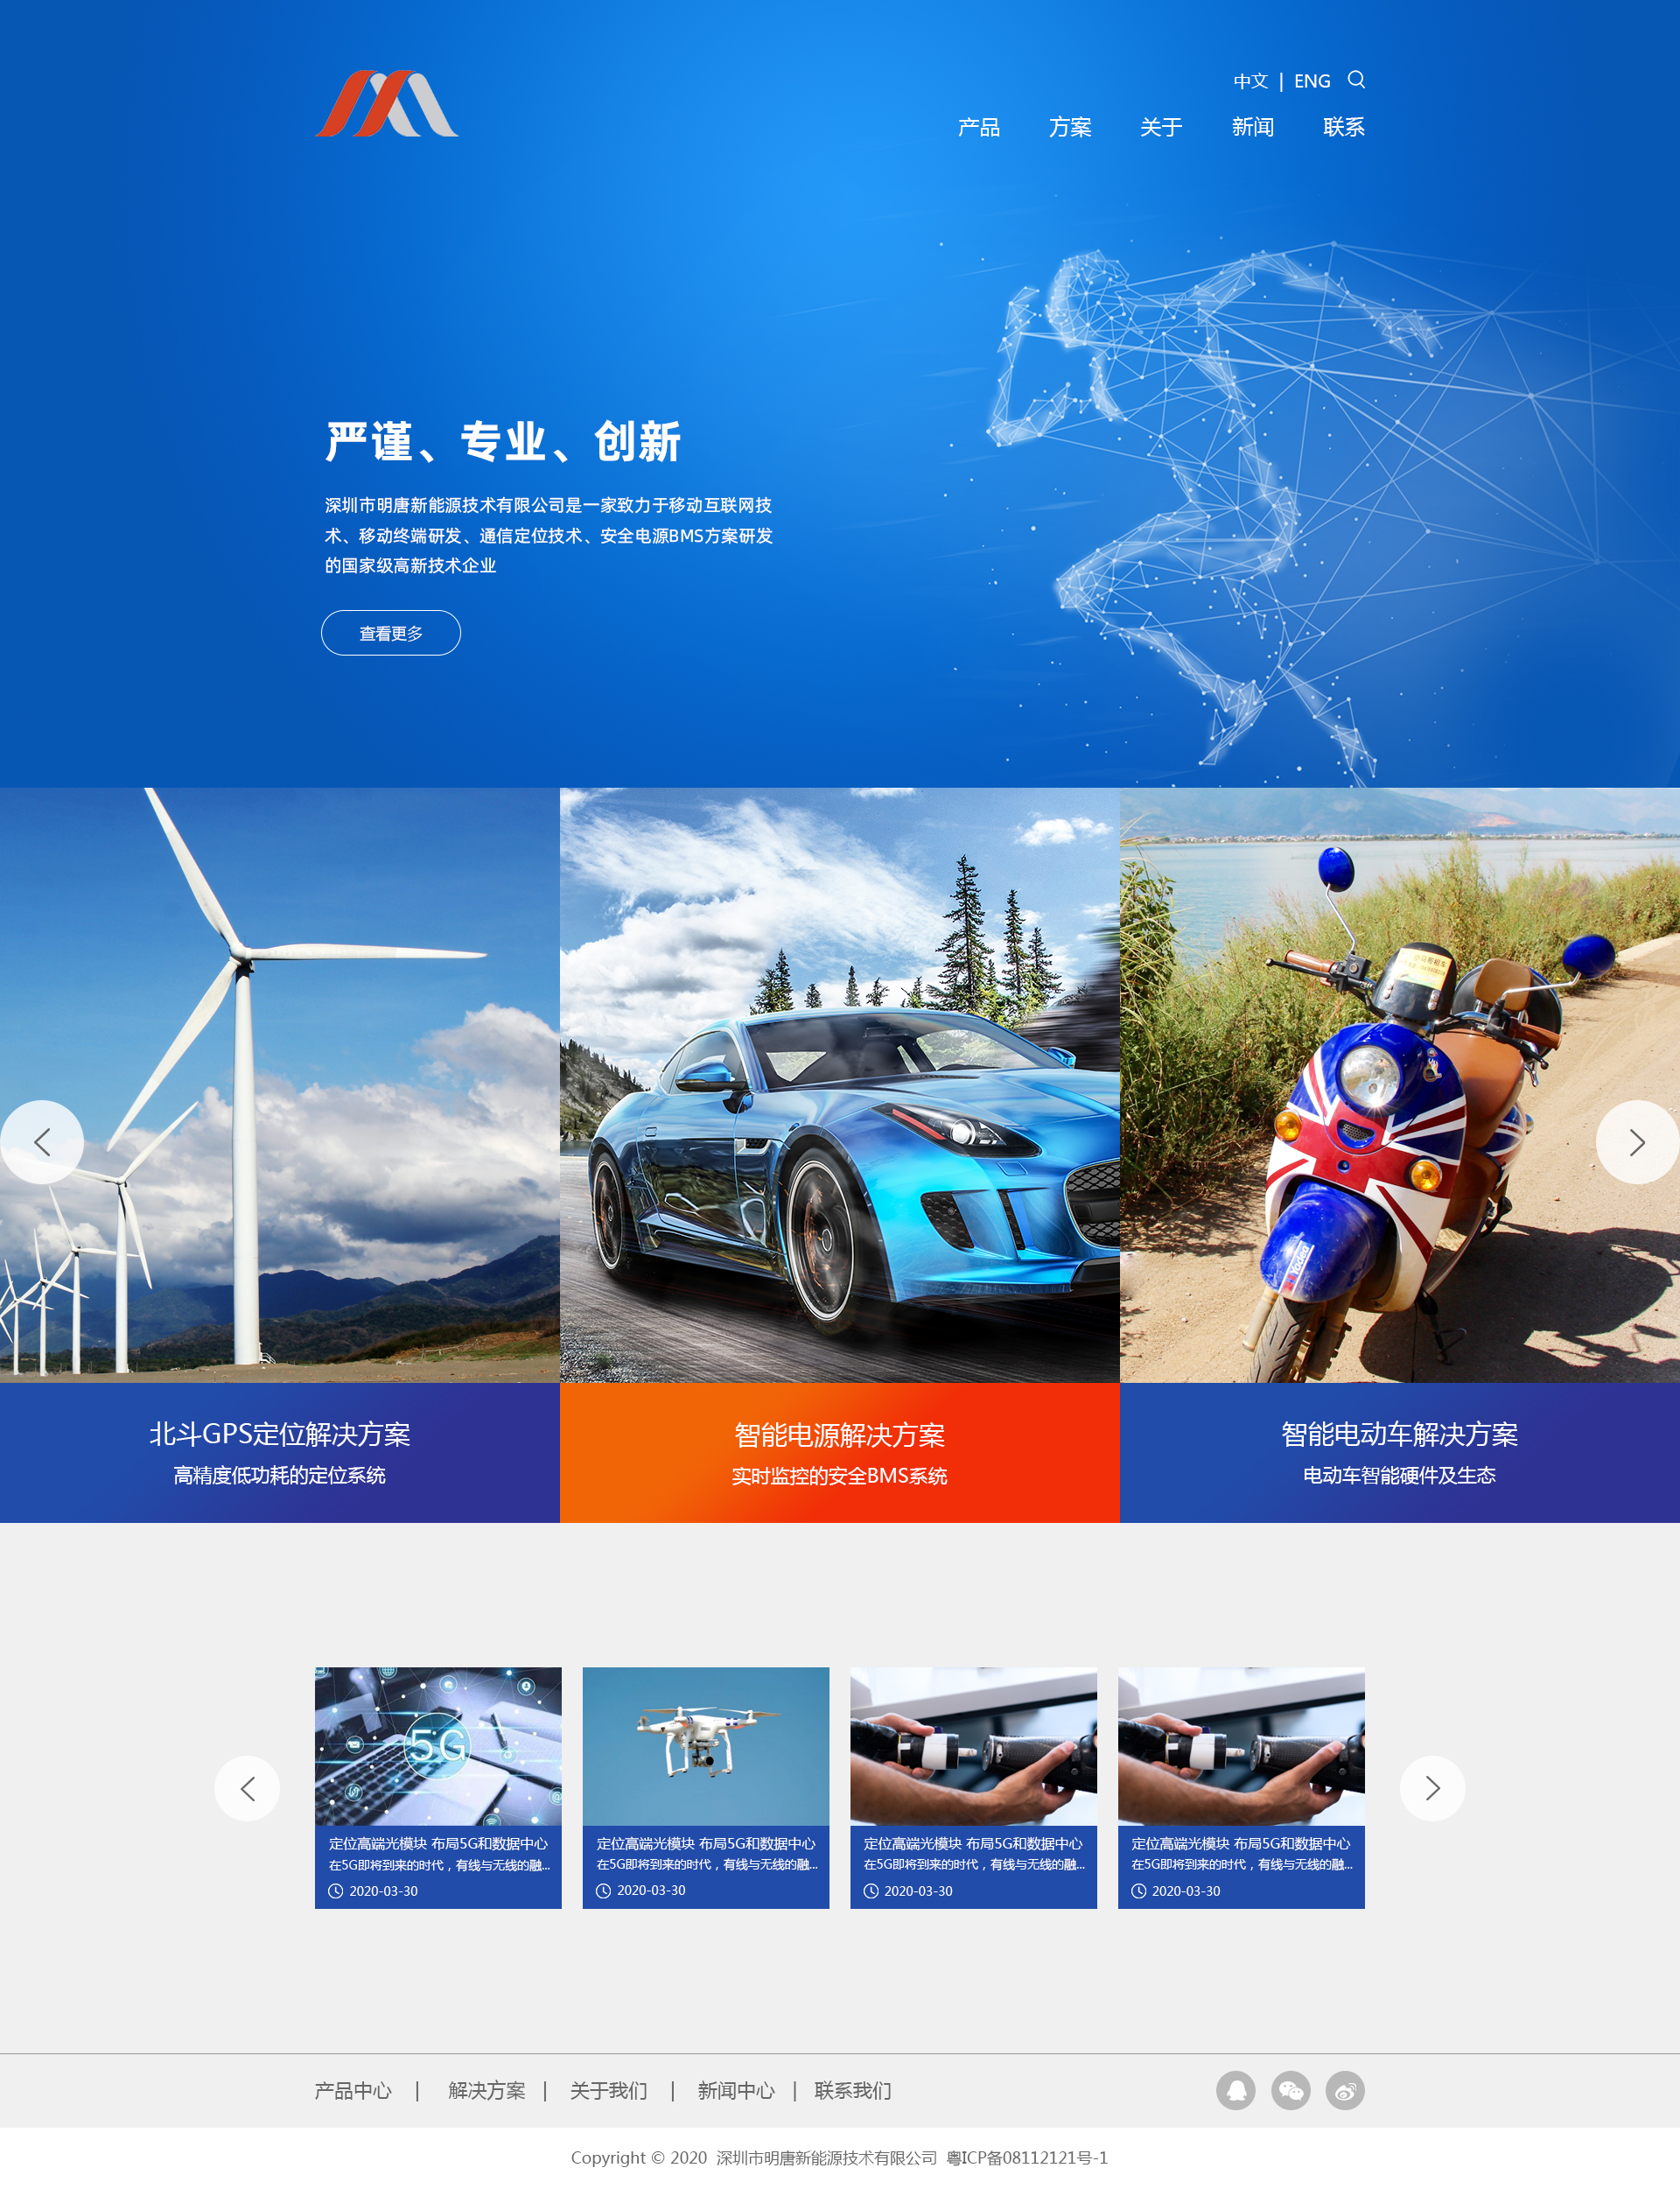 中文 | ENG
产品 方案 关于 新闻 联系
严谨、专业、创新
深圳市明唐新能源技术有限公司是一家致力于移动互联网技
术、移动终端研发、通信定位技术、安全电源BMS方案研发
的国家级高新技术企业
查看更多
Yadea
北斗GPS定位解决方案
高精度低功耗的定位系统
智能电源解决方案
实时监控的安全BMS系统
智能电动车解决方案
电动车智能硬件及生态
5G
定位高端光模块 布局5G和数据中心
在5G即将到来的时代，有线与无线的融...
2020-03-30
定位高端光模块 布局5G和数据中心
在5G即将到来的时代，有线与无线的融...
2020-03-30
定位高端光模块 布局5G和数据中心
在5G即将到来的时代，有线与无线的融...
2020-03-30
定位高端光模块 布局5G和数据中心
在5G即将到来的时代，有线与无线的融...
2020-03-30
产品中心 | 解决方案 | 关于我们 | 新闻中心 | 联系我们
Copyright © 2020 深圳市明唐新能源技术有限公司 粤ICP备08112121号-1